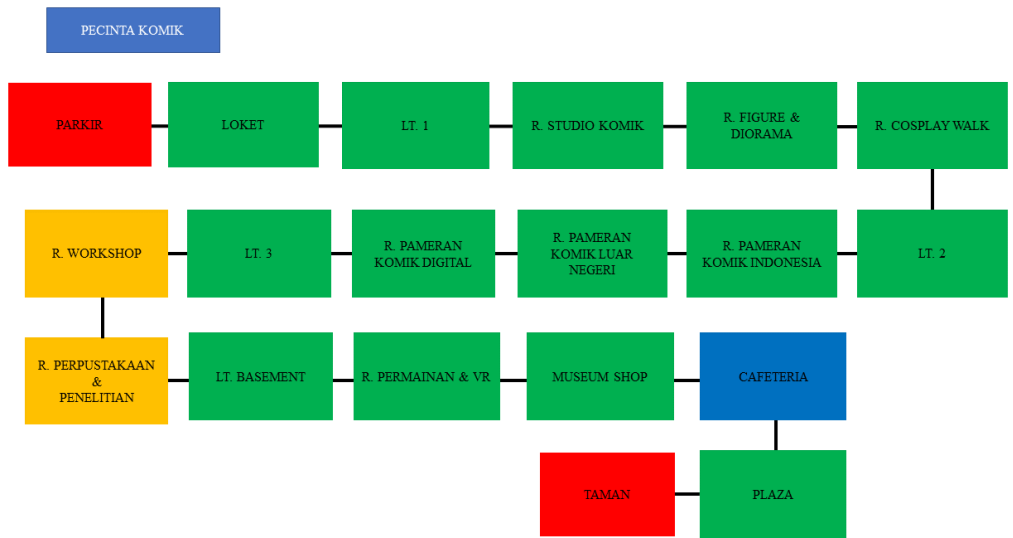 PECINTA KOMIK
PARKIR
LOKET
LT. 1
R. STUDIO KOMIK
R. FIGURE &
DIORAMA
R. COSPLAY WALK
R. WORKSHOP
LT. 3
R. PAMERAN
KOMIK DIGITAL
R. PAMERAN
KOMIK LUAR
NEGERI
R. PAMERAN
KOMIK INDONESIA
LT. 2
R. PERPUSTAKAAN
&
PENELITIAN
LT. BASEMENT
R. PERMAINAN & VR
MUSEUM SHOP
CAFETERIA
TAMAN
PLAZA